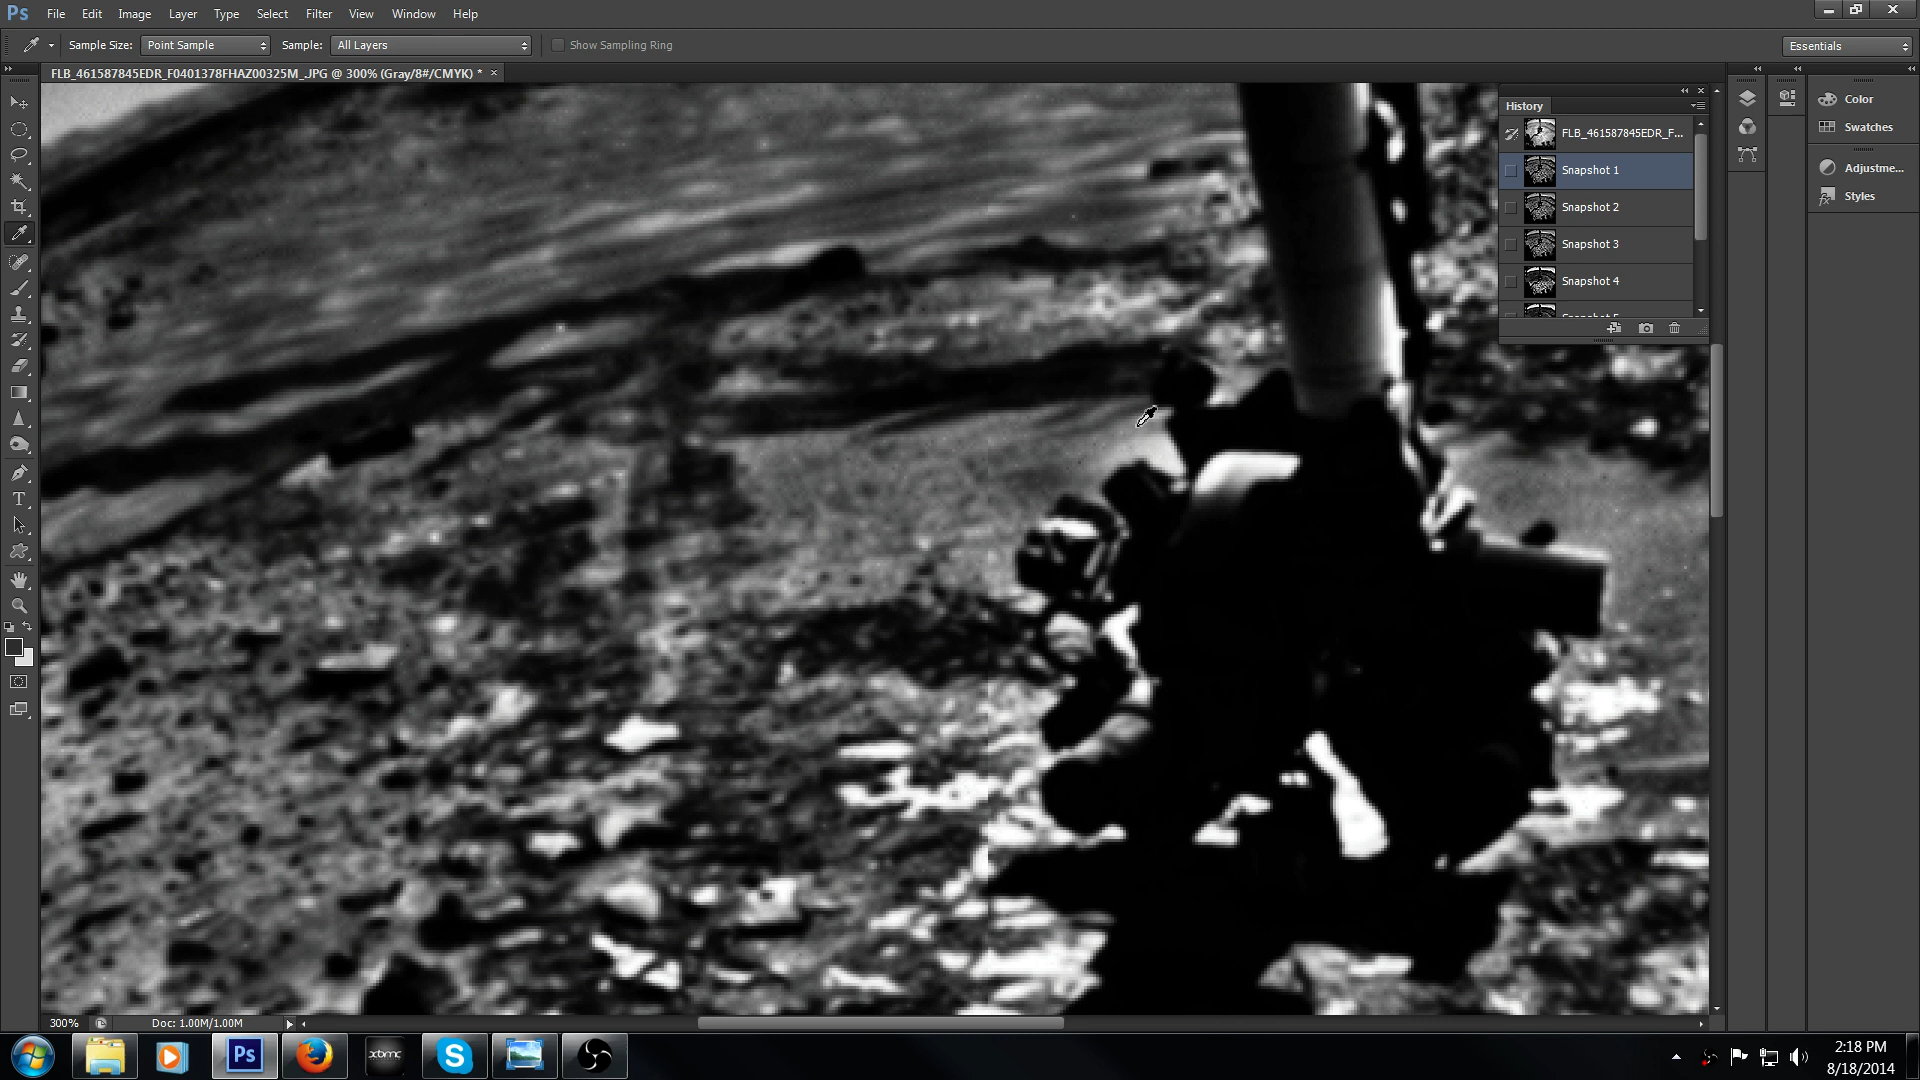 Ps File Edit Image Layer Type Select Filter View Window Help
Sample Size: Point Sample Sample: All Layers Show Sampling Ring Essentials
FLB_461587845EDR_F0401378FHAZ00325M_.JPG @ 300% (Gray/8#/CMYK) * ×
History
FLB_461587845EDR_F...
Snapshot 1
Snapshot 2
Snapshot 3
Snapshot 4
Color
Swatches
Adjustme...
Styles
300% Doc: 1.00M/1.00M
Ps
xbmc
2:18 PM
8/18/2014